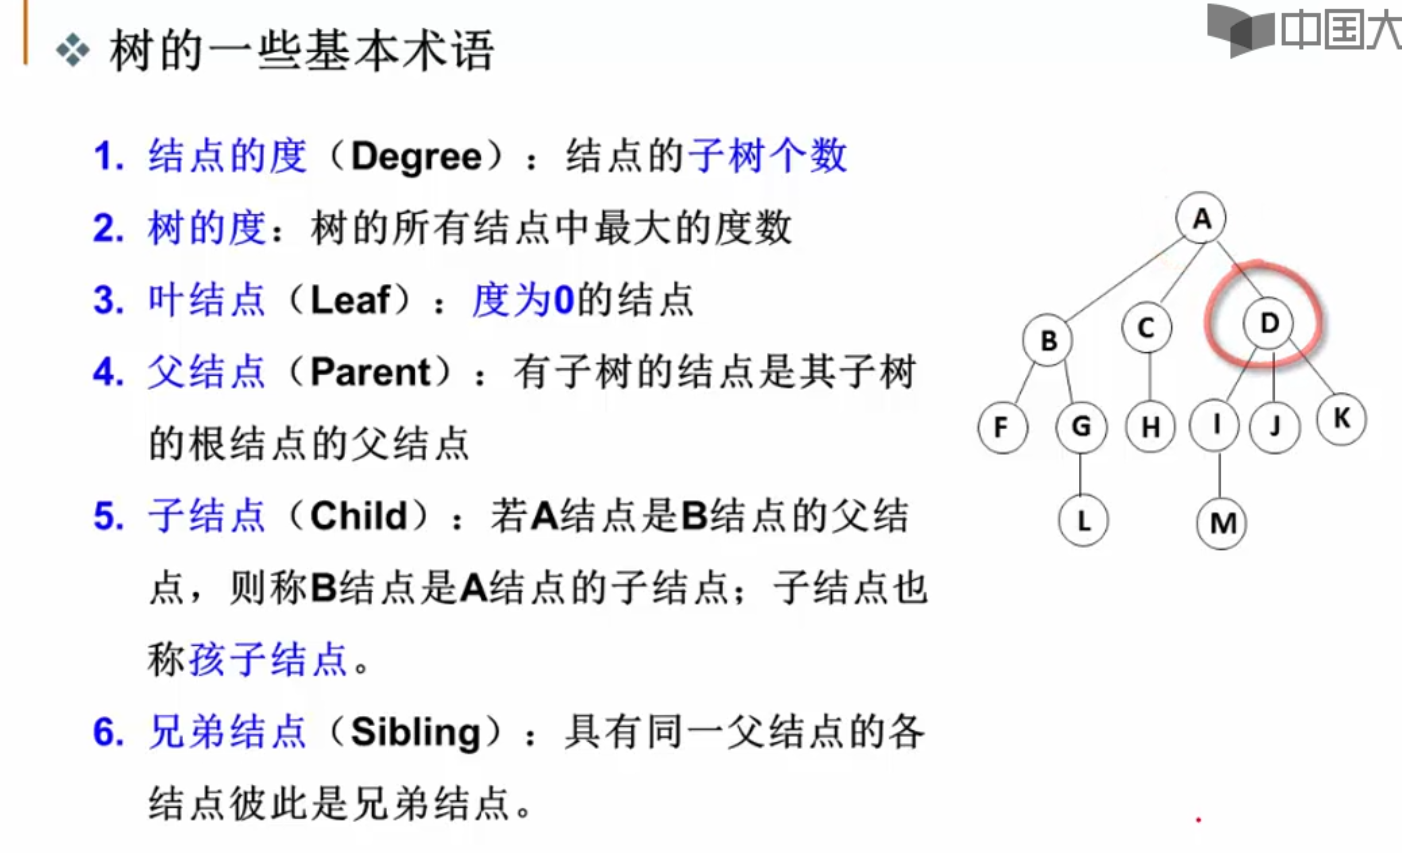 中国大
树的一些基本术语
1. 结点的度（Degree）：结点的子树个数
2. 树的度：树的所有结点中最大的度数
3. 叶结点（Leaf）：度为0的结点
4. 父结点（Parent）：有子树的结点是其子树
的根结点的父结点
5. 子结点（Child）：若A结点是B结点的父结
点，则称B结点是A结点的子结点；子结点也
称孩子结点。
6. 兄弟结点（Sibling）：具有同一父结点的各
结点彼此是兄弟结点。
A
B C D
F G H I J K
L M